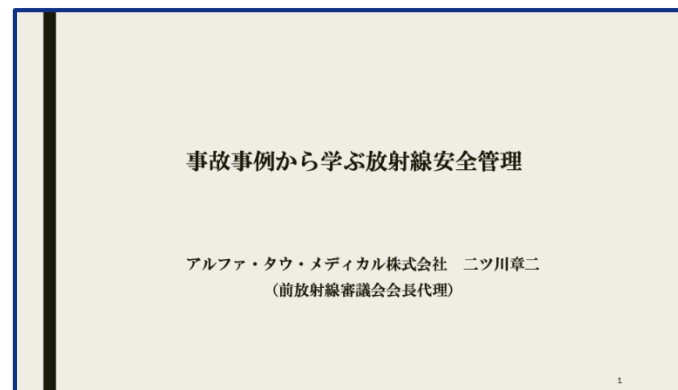 事故事例から学ぶ放射線安全管理
アルファ・タウ・メディカル株式会社　二ツ川章二
（前放射線審議会会長代理）
1